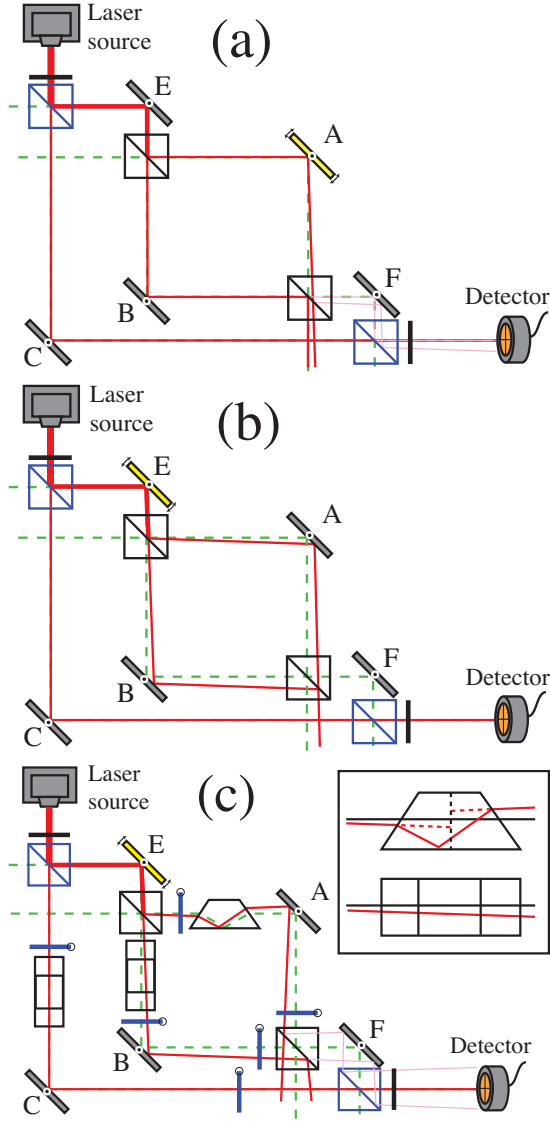 (a)
Laser
source
E
A
B
F
Detector
C
(b)
Laser
source
E
A
B
F
Detector
C
(c)
Laser
source
E
A
B
F
Detector
C